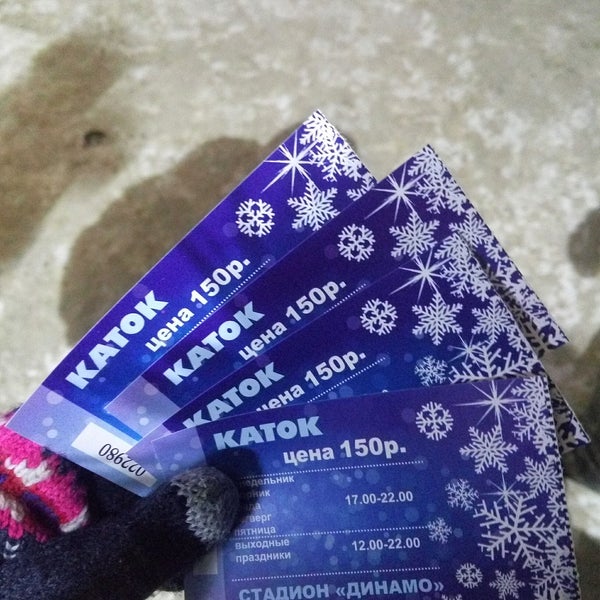 КАТОК
цена 150р.
022980
КАТОК
цена 150р.
КАТОК
цена 150р.
КАТОК
цена 150р.
пятница
17.00-22.00
выходные
праздники
12.00-22.00
СТАДИОН «ДИНАМО»